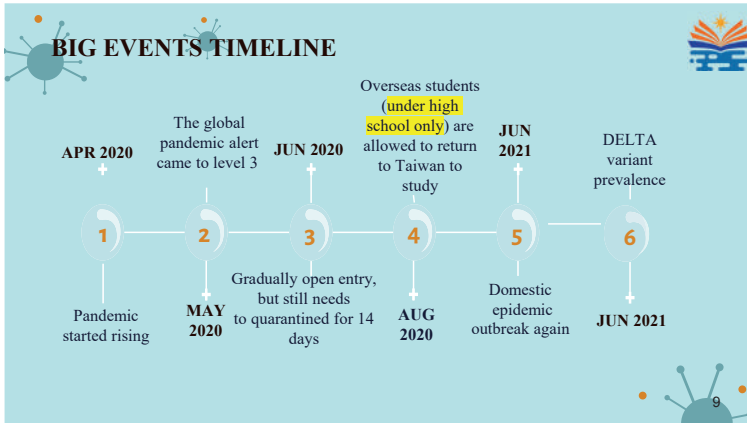 BIG EVENTS TIMELINE
APR 2020
1
Pandemic
started rising
The global
pandemic alert
came to level 3
2
MAY
2020
JUN 2020
3
Gradually open entry,
but still needs
to quarantined for 14
days
Overseas students
(under high
school only) are
allowed to return
to Taiwan to
study
4
AUG
2020
JUN
2021
5
Domestic
epidemic
outbreak again
DELTA
variant
prevalence
6
JUN 2021
9